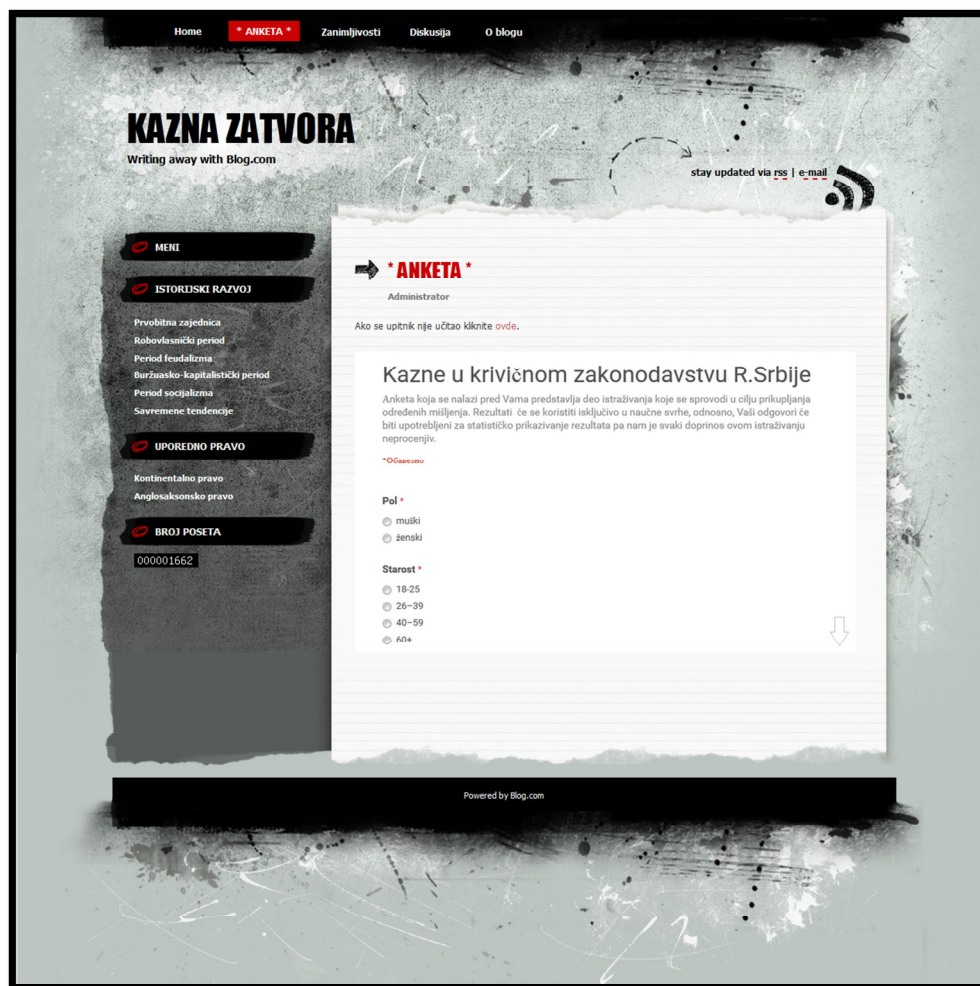 Home * ANKETA * Zanimljivosti Diskusija O blogu
KAZNA ZATVORA
Writing away with Blog.com
stay updated via rss | e-mail
MENI
ISTORIJSKI RAZVOJ
Prvobitna zajednica
Robovlasnički period
Period feudalizma
Buržuasko-kapitalistički period
Period socijalizma
Savremene tendencije
UPOREDNO PRAVO
Kontinentalno pravo
Anglosaksonsko pravo
BROJ POSETA
000001662
* ANKETA *
Administrator
Ako se upitnik nije učitao kliknite ovde.
Kazne u krivičnom zakonodavstvu R.Srbije
Anketa koja se nalazi pred Vama predstavlja deo istraživanja koje se sprovodi u cilju prikupljanja
određenih mišljenja. Rezultati će se koristiti isključivo u naučne svrhe, odnosno, Vaši odgovori će
biti upotrebljeni za statističko prikazivanje rezultata pa nam je svaki doprinos ovom istraživanju
neprocenjiv.
Pol *
muški
ženski
Starost *
18-25
26–39
40–59
60+
Powered by Blog.com